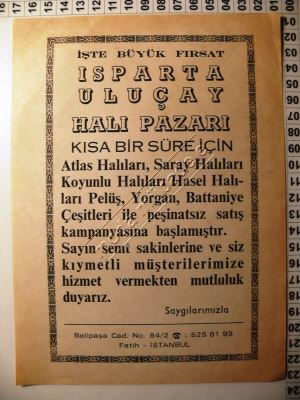 İŞTE BÜYÜK FIRSAT
ISPARTA
ULUÇAY
HALI PAZARI
KISA BİR SÜRE İÇİN
Atlas Halıları, Saray Halıları
Koyunlu Halıları Hasel Halı-
ları Pelüş, Yorgan, Battaniye
Çeşitleri ile peşinatsız satış
kampanyasına başlamıştır.
Sayın Semt sakinlerine ve siz
kıymetli müşterilerimize
hizmet vermekten mutluluk
duyarız.
Saygılarımızla
Balipaşa Cad. No. 84/2 ☎ : 525 61 99
Fatih - İSTANBUL